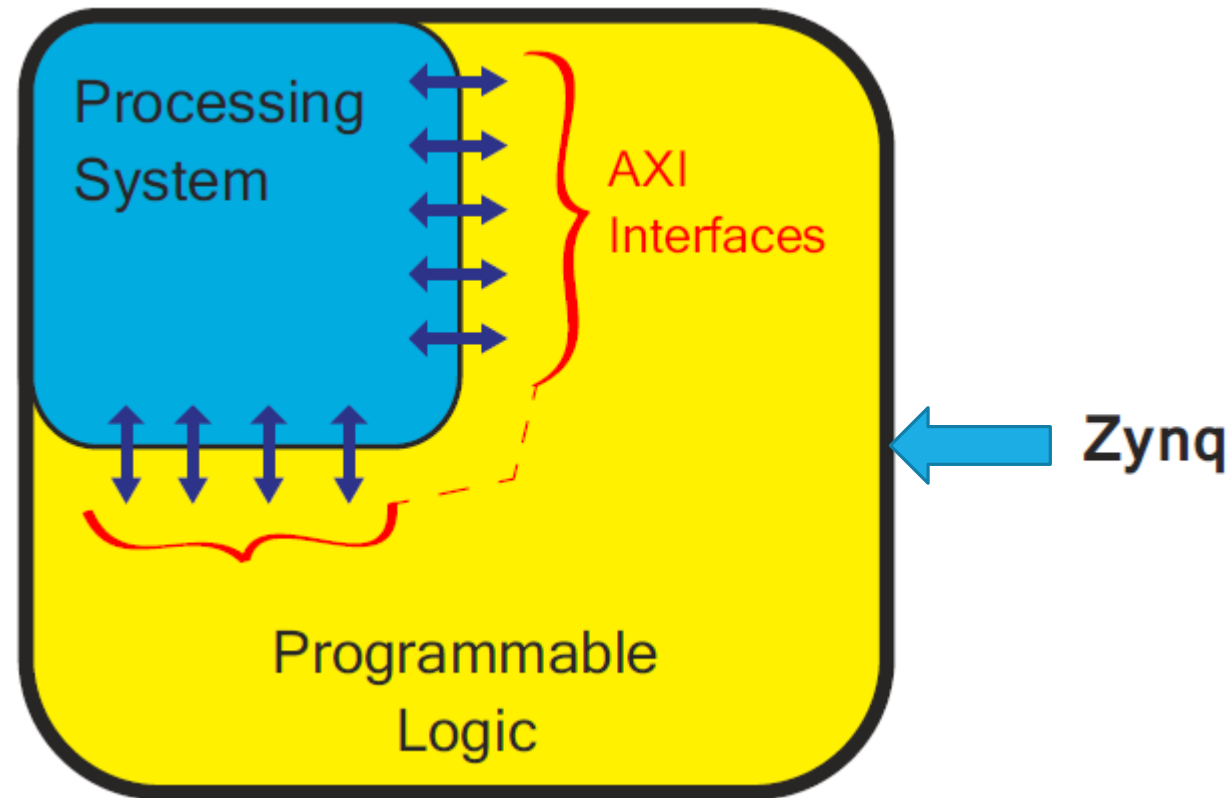 Processing
System
AXI
Interfaces
Zynq
Programmable
Logic